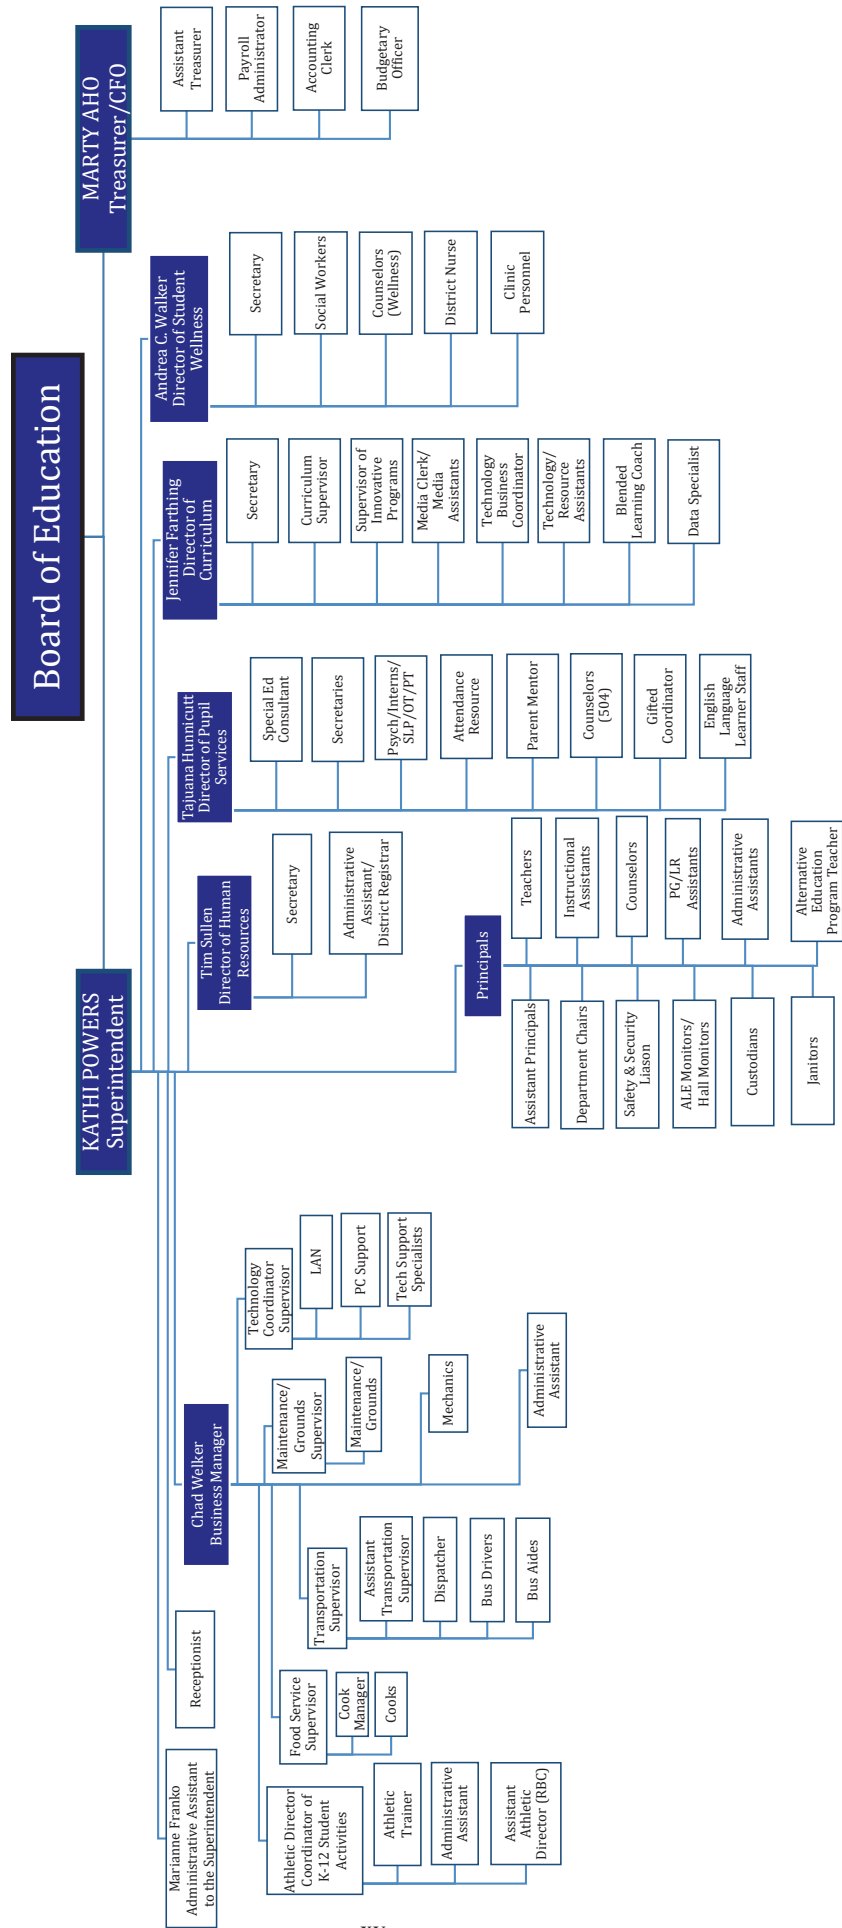 Board of Education
KATHI POWERS
Superintendent
MARTY AHO
Treasurer/CFO
Marianne Franko
Administrative Assistant
to the Superintendent
Receptionist
Chad Welker
Business Manager
Athletic Director
Coordinator of
K-12 Student
Activities
Athletic
Trainer
Administrative
Assistant
Assistant
Athletic
Director (RBC)
Food Service
Supervisor
Cook
Manager
Cooks
Transportation
Supervisor
Assistant
Transportation
Supervisor
Dispatcher
Bus Drivers
Bus Aides
Maintenance/
Grounds
Supervisor
Maintenance/
Grounds
Mechanics
Administrative
Assistant
Technology
Coordinator
Supervisor
LAN
PC Support
Tech Support
Specialists
Principals
Assistant Principals
Department Chairs
Safety & Security
Liason
ALE Monitors/
Hall Monitors
Custodians
Janitors
Teachers
Instructional
Assistants
Counselors
PG/LR
Assistants
Administrative
Assistants
Alternative
Education
Program Teacher
Tim Sullen
Director of Human
Resources
Secretary
Administrative
Assistant/
District Registrar
Tajuana Hunnicutt
Director of Pupil
Services
Special Ed
Consultant
Secretaries
Psych/Interns/
SLP/OT/PT
Attendance
Resource
Parent Mentor
Counselors
(504)
Gifted
Coordinator
English
Language
Learner Staff
Jennifer Farthing
Director of
Curriculum
Secretary
Curriculum
Supervisor
Supervisor of
Innovative
Programs
Media Clerk/
Media
Assistants
Technology
Business
Coordinator
Technology/
Resource
Assistants
Blended
Learning Coach
Data Specialist
Andrea C. Walker
Director of Student
Wellness
Secretary
Social Workers
Counselors
(Wellness)
District Nurse
Clinic
Personnel
Assistant
Treasurer
Payroll
Administrator
Accounting
Clerk
Budgetary
Officer